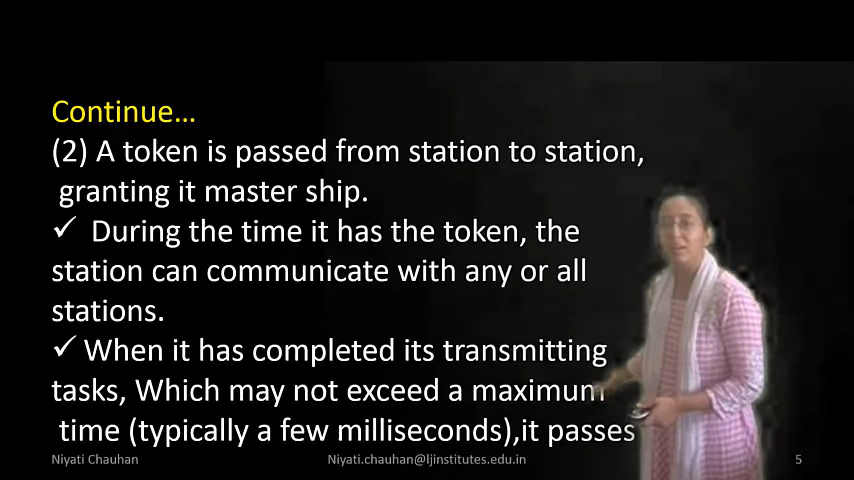 Continue…
(2) A token is passed from station to station,
granting it master ship.
✓ During the time it has the token, the
station can communicate with any or all
stations.
✓ When it has completed its transmitting
tasks, Which may not exceed a maximum
time (typically a few milliseconds),it passes
Niyati Chauhan
Niyati.chauhan@ljinstitutes.edu.in
5